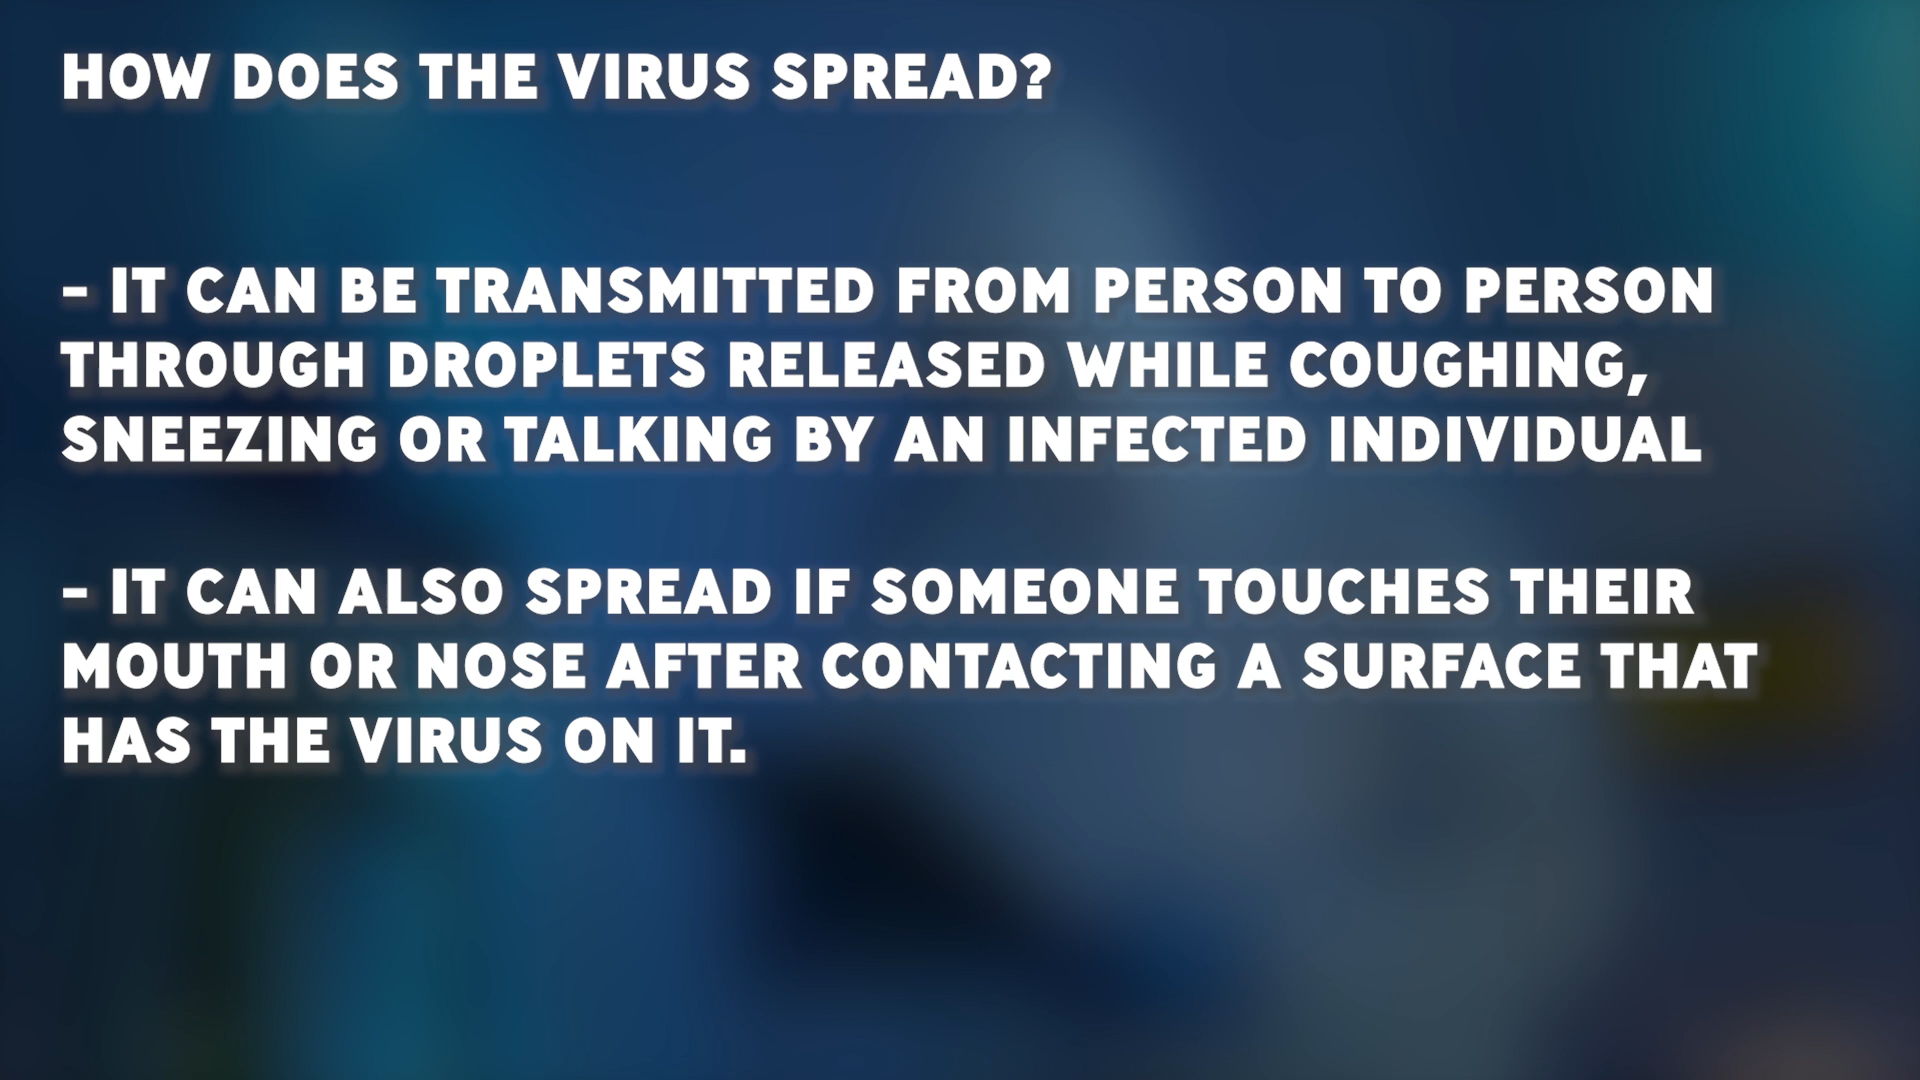 HOW DOES THE VIRUS SPREAD?
- IT CAN BE TRANSMITTED FROM PERSON TO PERSON
THROUGH DROPLETS RELEASED WHILE COUGHING,
SNEEZING OR TALKING BY AN INFECTED INDIVIDUAL
- IT CAN ALSO SPREAD IF SOMEONE TOUCHES THEIR
MOUTH OR NOSE AFTER CONTACTING A SURFACE THAT
HAS THE VIRUS ON IT.